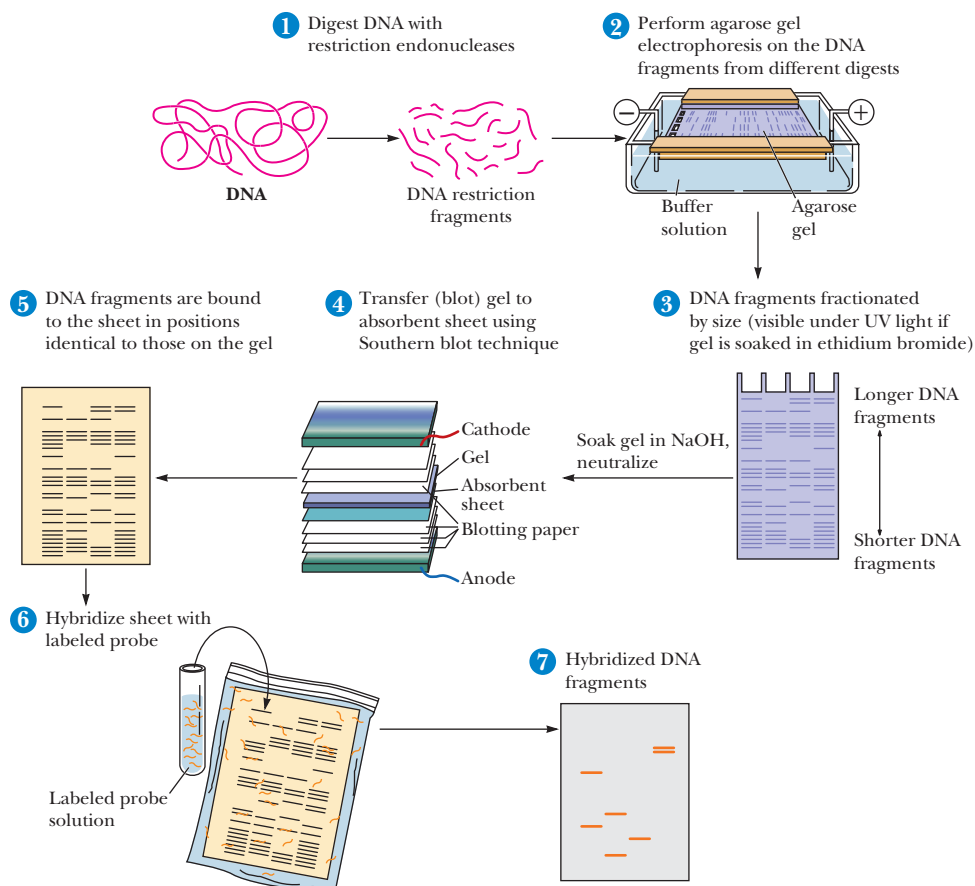 1 Digest DNA with
restriction endonucleases
2 Perform agarose gel
electrophoresis on the DNA
fragments from different digests
DNA
DNA restriction
fragments
−
+
Buffer
solution
Agarose
gel
3 DNA fragments fractionated
by size (visible under UV light if
gel is soaked in ethidium bromide)
Longer DNA
fragments
Shorter DNA
fragments
Soak gel in NaOH,
neutralize
4 Transfer (blot) gel to
absorbent sheet using
Southern blot technique
Cathode
Gel
Absorbent
sheet
Blotting paper
Anode
5 DNA fragments are bound
to the sheet in positions
identical to those on the gel
6 Hybridize sheet with
labeled probe
Labeled probe
solution
7 Hybridized DNA
fragments